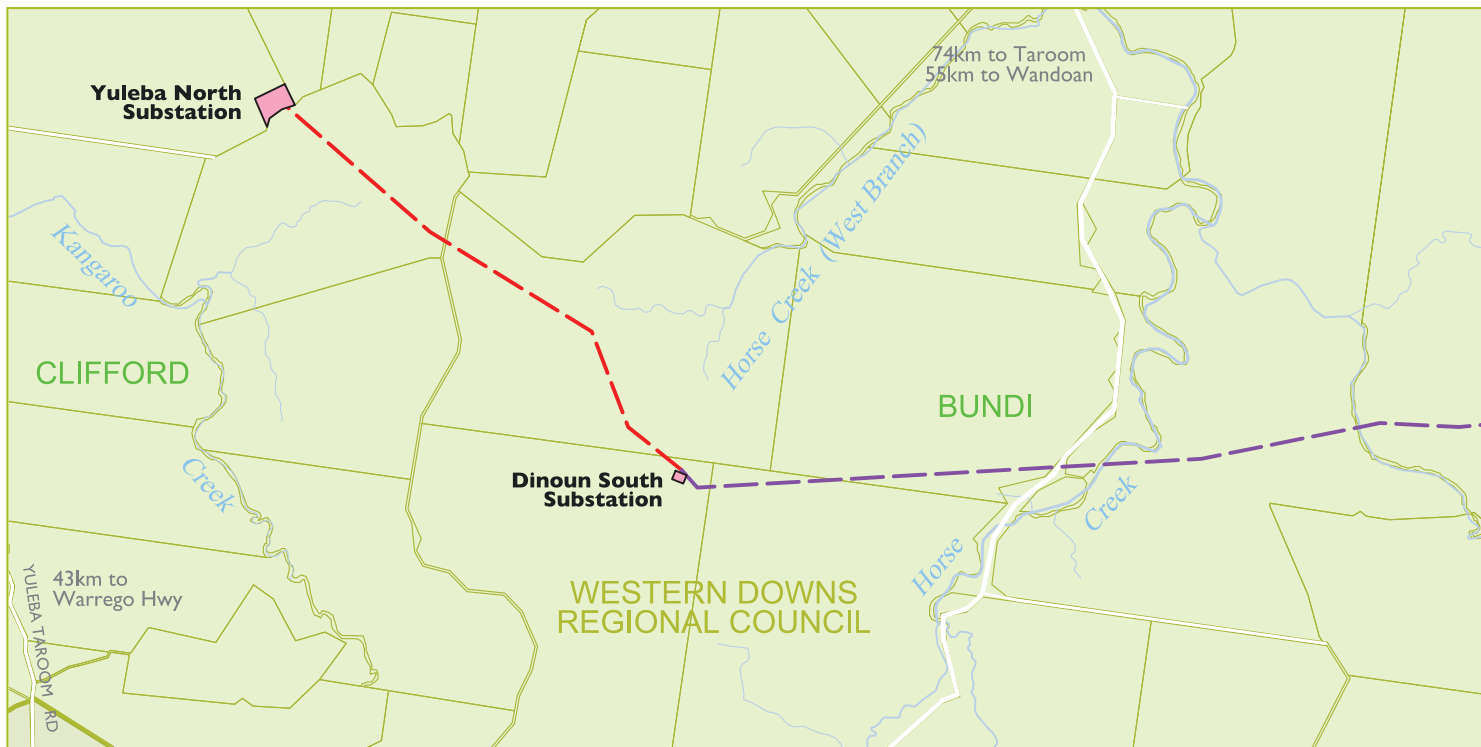 74km to Taroom
55km to Wandoan
Yuleba North
Substation
Horse Creek (West Branch)
Kangaroo
CLIFFORD
BUNDI
Creek
Dinoun South
Substation
Creek
Horse
43km to
Warrego Hwy
WESTERN DOWNS
REGIONAL COUNCIL
YULEBA TAROOM RD